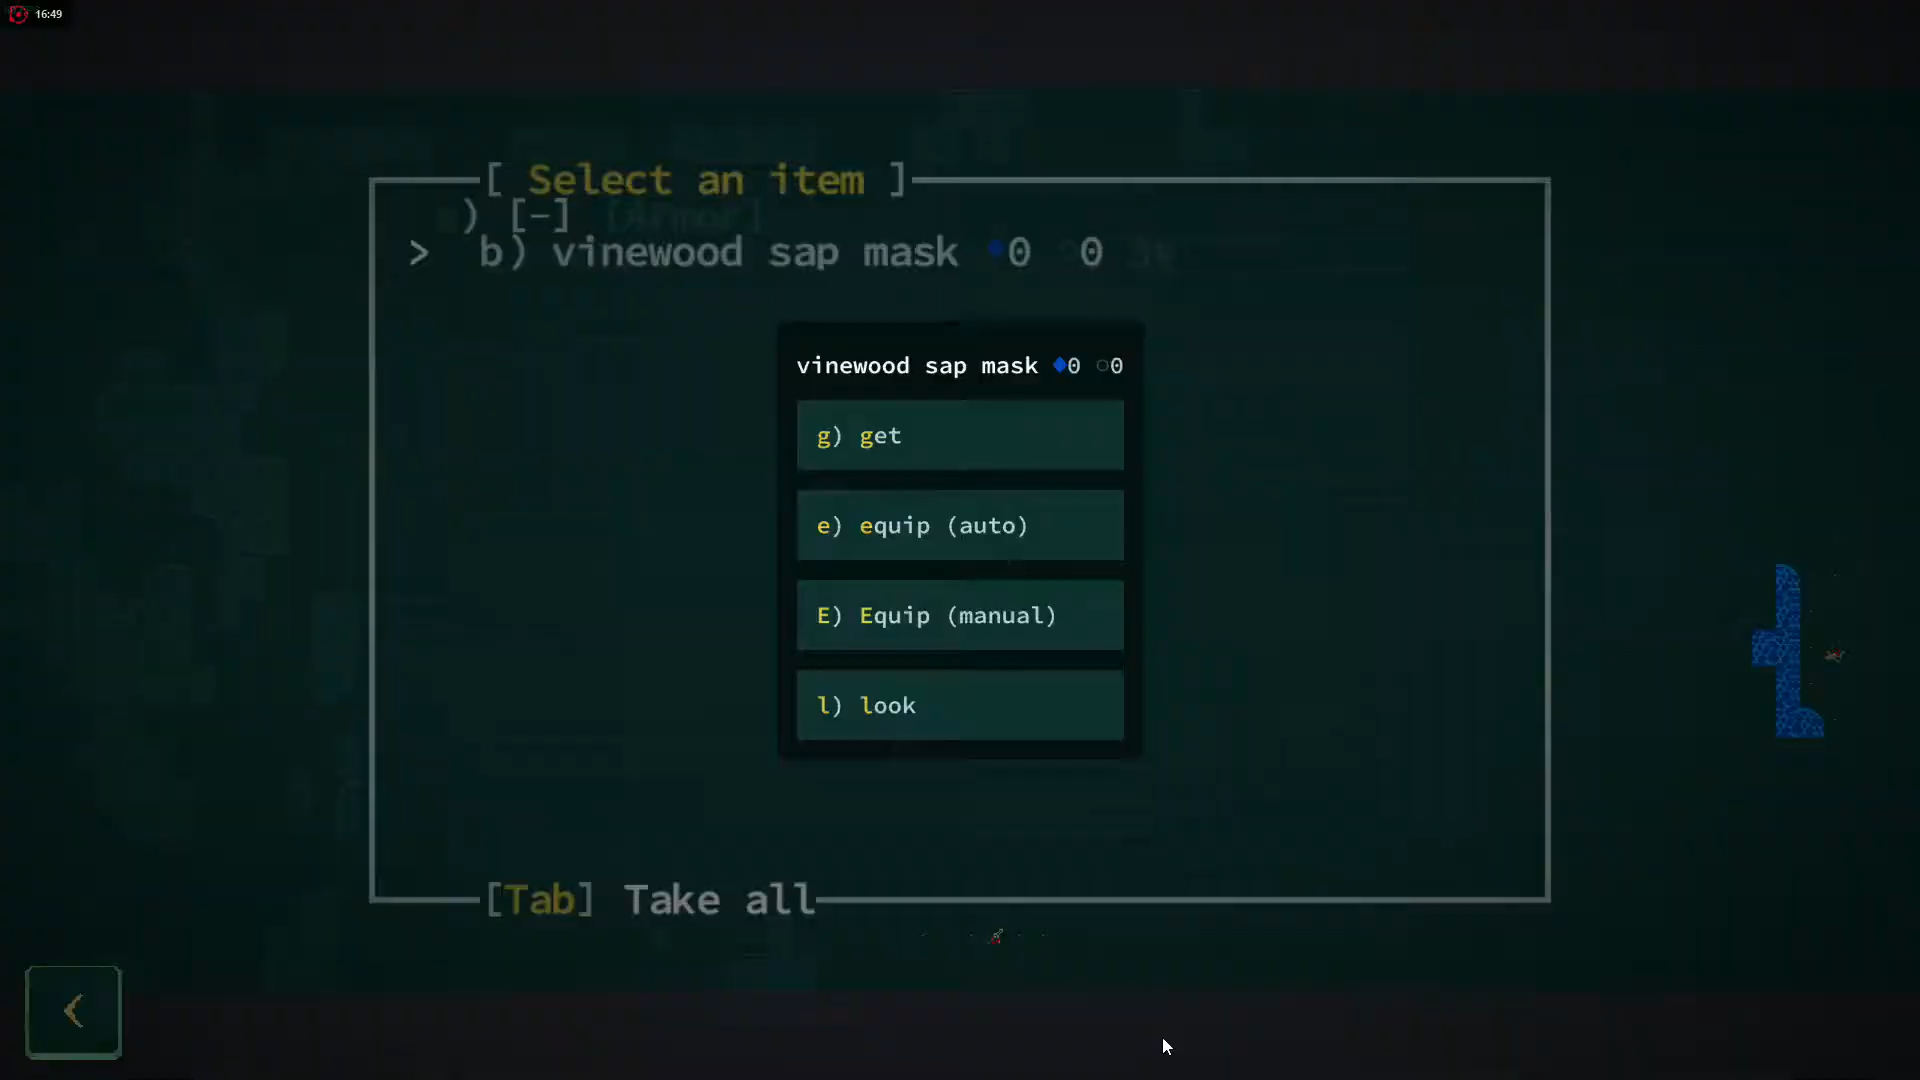 16:49
[ Select an item ]
a) [-] [Armor]
> b) vinewood sap mask ♦0 ○0
vinewood sap mask ♦0 ○0
g) get
e) equip (auto)
E) Equip (manual)
l) look
[Tab] Take all